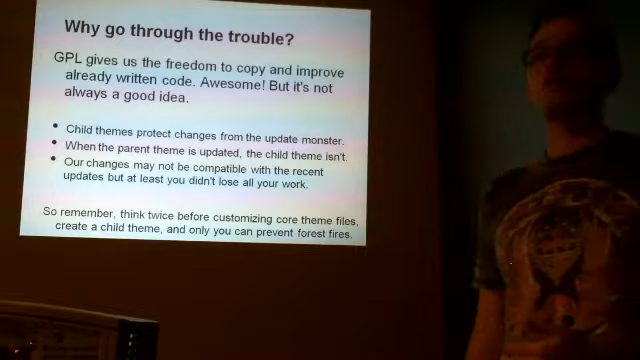 Why go through the trouble?
GPL gives us the freedom to copy and improve
already written code. Awesome! But it's not
always a good idea.
• Child themes protect changes from the update monster.
• When the parent theme is updated, the child theme isn't.
• Our changes may not be compatible with the recent
updates but at least you didn't lose all your work.
So remember, think twice before customizing core theme files,
create a child theme, and only you can prevent forest fires.